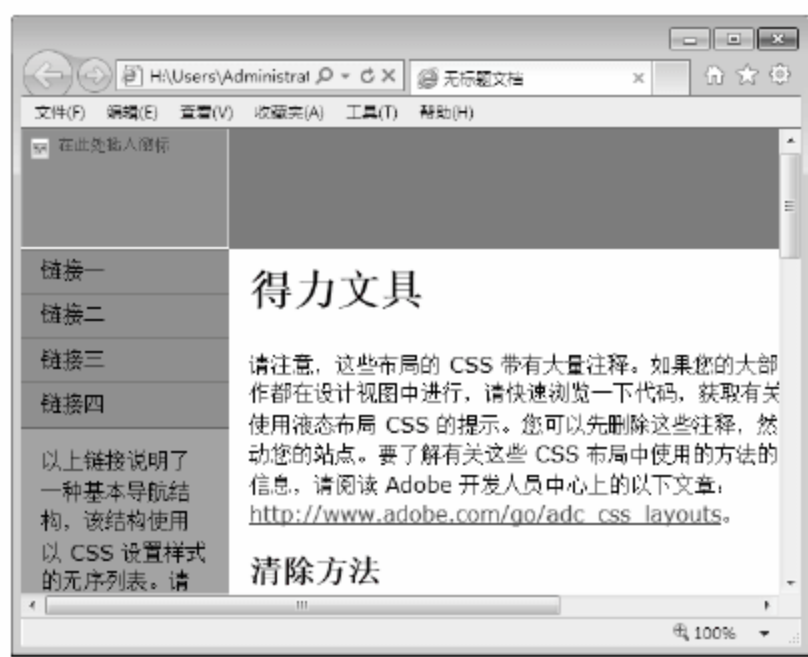 H:\Users\Administrat
无标题文档
文件(F) 编辑(E) 查看(V) 收藏夹(A) 工具(T) 帮助(H)
在此处插入徽标
链接一
链接二
链接三
链接四
以上链接说明了
一种基本导航结
构，该结构使用
以 CSS 设置样式
的无序列表。请
得力文具
请注意，这些布局的 CSS 带有大量注释。如果您的大部
作都在设计视图中进行，请快速浏览一下代码，获取有关
使用液态布局 CSS 的提示。您可以先删除这些注释，然
动您的站点。要了解有关这些 CSS 布局中使用的方法的
信息，请阅读 Adobe 开发人员中心上的以下文章：
http://www.adobe.com/go/adc_css_layouts。
清除方法
100%